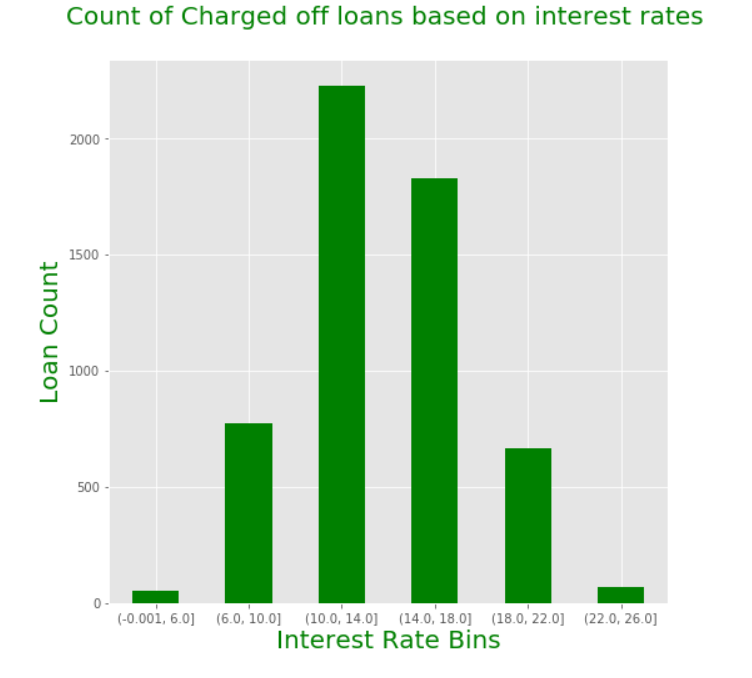 Count of Charged off loans based on interest rates
Loan Count
2000
1500
1000
500
0
(-0.001, 6.0] (6.0, 10.0] (10.0, 14.0] (14.0, 18.0] (18.0, 22.0] (22.0, 26.0]
Interest Rate Bins